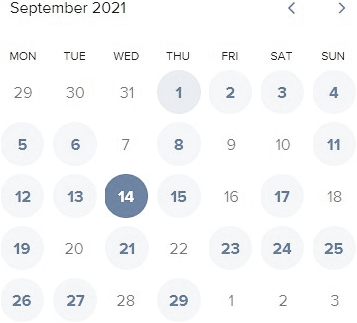 September 2021
MON TUE WED THU FRI SAT SUN
29 30 31 1 2 3 4
5 6 7 8 9 10 11
12 13 14 15 16 17 18
19 20 21 22 23 24 25
26 27 28 29 1 2 3